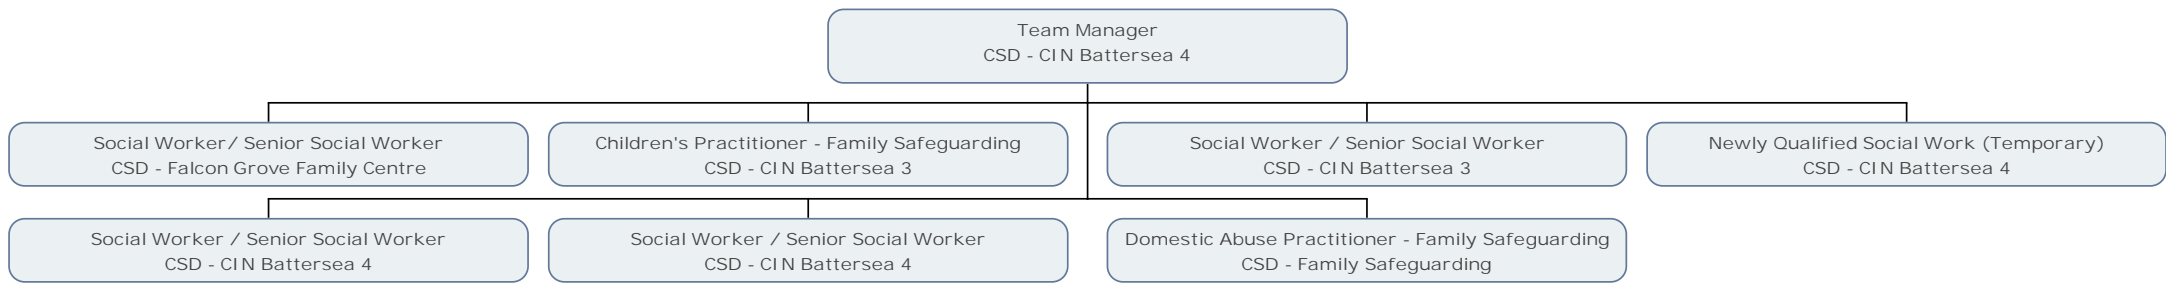 Team Manager
CSD - CIN Battersea 4
Social Worker/ Senior Social Worker
CSD - Falcon Grove Family Centre
Children's Practitioner - Family Safeguarding
CSD - CIN Battersea 3
Social Worker / Senior Social Worker
CSD - CIN Battersea 3
Newly Qualified Social Work (Temporary)
CSD - CIN Battersea 4
Social Worker / Senior Social Worker
CSD - CIN Battersea 4
Social Worker / Senior Social Worker
CSD - CIN Battersea 4
Domestic Abuse Practitioner - Family Safeguarding
CSD - Family Safeguarding